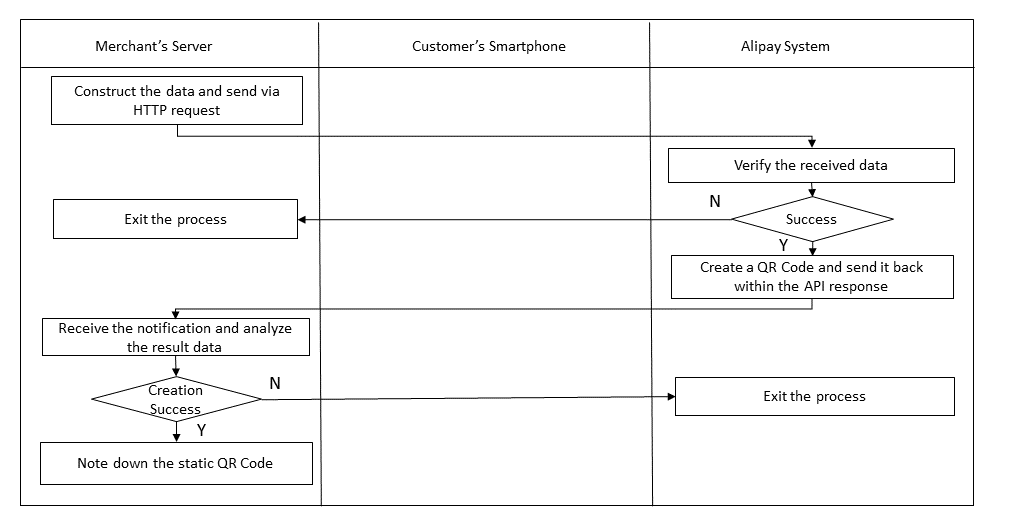 Merchant's Server
Customer's Smartphone
Alipay System
Construct the data and send via
HTTP request
Verify the received data
N
Exit the process
Success
Y
Create a QR Code and send it back
within the API response
Receive the notification and analyze
the result data
Creation
Success
N
Exit the process
Y
Note down the static QR Code